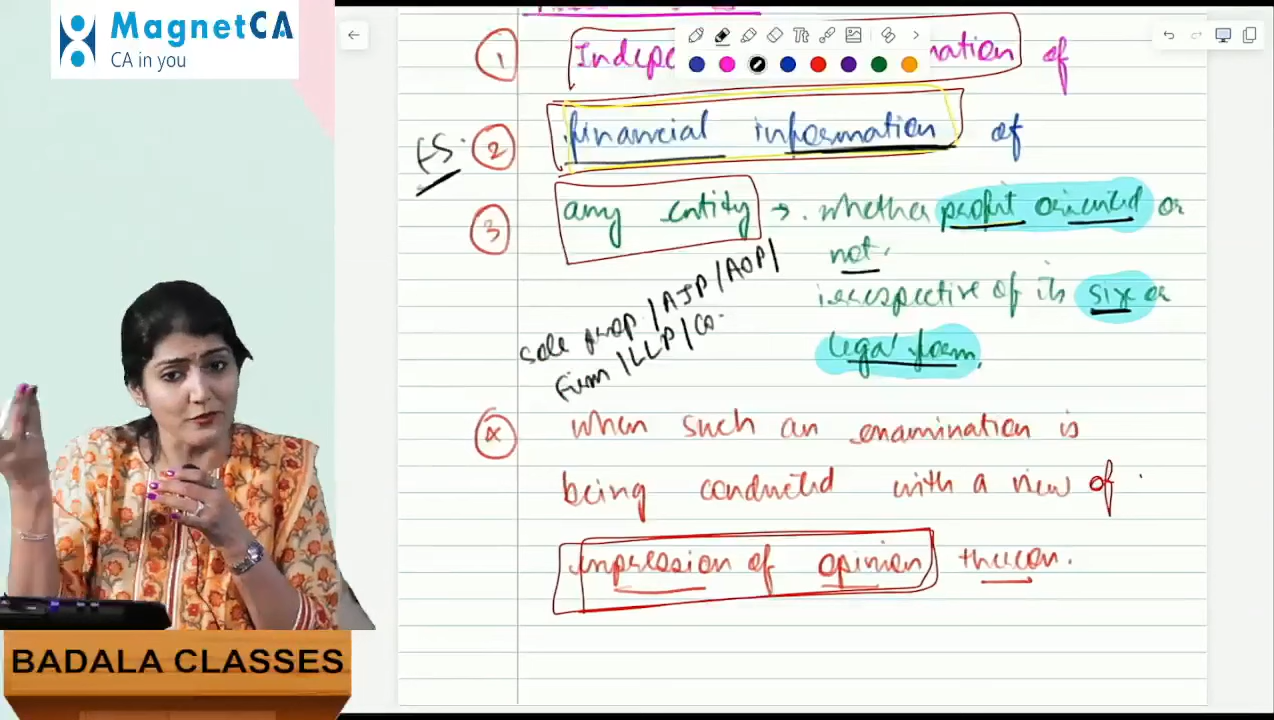 MagnetCA
CA in you
① Indepe nation of
FS. ② financial information of
③ any entity → whether profit oriented or
not.
irrespective of its size or
legal form.
sole prop / AJP / AOP /
Firm / LLP / Co.
when such an examination is
being conducted with a view of
expression of opinion thereon.
BADALA CLASSES